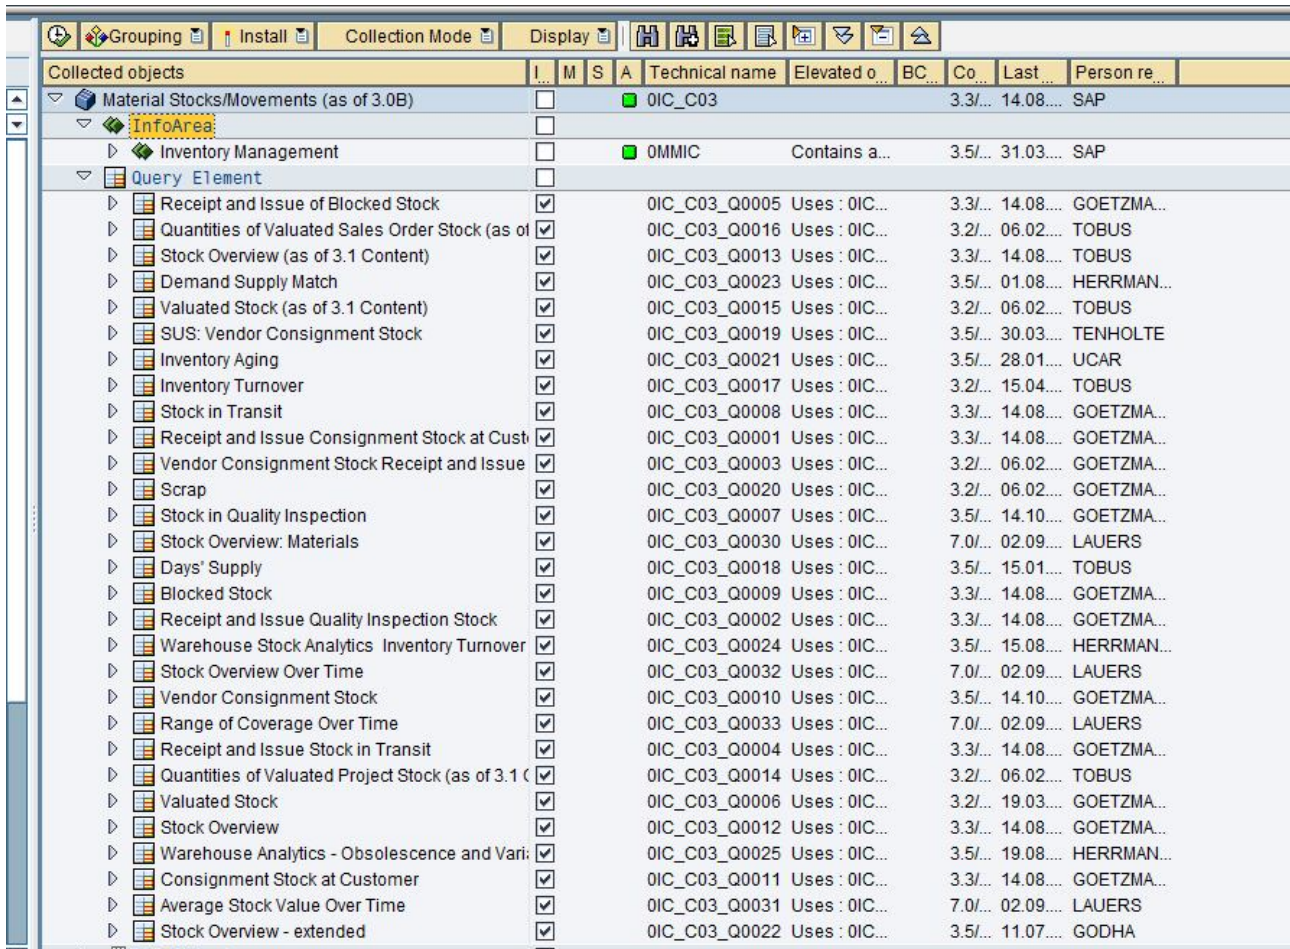 Grouping Install Collection Mode Display
Collected objects I... M S A Technical name Elevated o... BC... Co... Last ... Person re...
Material Stocks/Movements (as of 3.0B) 0IC_C03 3.3/... 14.08.... SAP
InfoArea
Inventory Management 0MMIC Contains a... 3.5/... 31.03.... SAP
Query Element
Receipt and Issue of Blocked Stock 0IC_C03_Q0005 Uses : 0IC... 3.3/... 14.08.... GOETZMA...
Quantities of Valuated Sales Order Stock (as of 0IC_C03_Q0016 Uses : 0IC... 3.2/... 06.02.... TOBUS
Stock Overview (as of 3.1 Content) 0IC_C03_Q0013 Uses : 0IC... 3.3/... 14.08.... TOBUS
Demand Supply Match 0IC_C03_Q0023 Uses : 0IC... 3.5/... 01.08.... HERRMAN...
Valuated Stock (as of 3.1 Content) 0IC_C03_Q0015 Uses : 0IC... 3.2/... 06.02.... TOBUS
SUS: Vendor Consignment Stock 0IC_C03_Q0019 Uses : 0IC... 3.5/... 30.03.... TENHOLTE
Inventory Aging 0IC_C03_Q0021 Uses : 0IC... 3.5/... 28.01.... UCAR
Inventory Turnover 0IC_C03_Q0017 Uses : 0IC... 3.2/... 15.04.... TOBUS
Stock in Transit 0IC_C03_Q0008 Uses : 0IC... 3.3/... 14.08.... GOETZMA...
Receipt and Issue Consignment Stock at Cust 0IC_C03_Q0001 Uses : 0IC... 3.3/... 14.08.... GOETZMA...
Vendor Consignment Stock Receipt and Issue 0IC_C03_Q0003 Uses : 0IC... 3.2/... 06.02.... GOETZMA...
Scrap 0IC_C03_Q0020 Uses : 0IC... 3.2/... 06.02.... GOETZMA...
Stock in Quality Inspection 0IC_C03_Q0007 Uses : 0IC... 3.5/... 14.10.... GOETZMA...
Stock Overview: Materials 0IC_C03_Q0030 Uses : 0IC... 7.0/... 02.09.... LAUERS
Days' Supply 0IC_C03_Q0018 Uses : 0IC... 3.5/... 15.01.... TOBUS
Blocked Stock 0IC_C03_Q0009 Uses : 0IC... 3.3/... 14.08.... GOETZMA...
Receipt and Issue Quality Inspection Stock 0IC_C03_Q0002 Uses : 0IC... 3.3/... 14.08.... GOETZMA...
Warehouse Stock Analytics Inventory Turnover 0IC_C03_Q0024 Uses : 0IC... 3.5/... 15.08.... HERRMAN...
Stock Overview Over Time 0IC_C03_Q0032 Uses : 0IC... 7.0/... 02.09.... LAUERS
Vendor Consignment Stock 0IC_C03_Q0010 Uses : 0IC... 3.5/... 14.10.... GOETZMA...
Range of Coverage Over Time 0IC_C03_Q0033 Uses : 0IC... 7.0/... 02.09.... LAUERS
Receipt and Issue Stock in Transit 0IC_C03_Q0004 Uses : 0IC... 3.3/... 14.08.... GOETZMA...
Quantities of Valuated Project Stock (as of 3.1 C 0IC_C03_Q0014 Uses : 0IC... 3.2/... 06.02.... TOBUS
Valuated Stock 0IC_C03_Q0006 Uses : 0IC... 3.2/... 19.03.... GOETZMA...
Stock Overview 0IC_C03_Q0012 Uses : 0IC... 3.3/... 14.08.... GOETZMA...
Warehouse Analytics - Obsolescence and Vari 0IC_C03_Q0025 Uses : 0IC... 3.5/... 19.08.... HERRMAN...
Consignment Stock at Customer 0IC_C03_Q0011 Uses : 0IC... 3.3/... 14.08.... GOETZMA...
Average Stock Value Over Time 0IC_C03_Q0031 Uses : 0IC... 7.0/... 02.09.... LAUERS
Stock Overview - extended 0IC_C03_Q0022 Uses : 0IC... 3.5/... 11.07.... GODHA